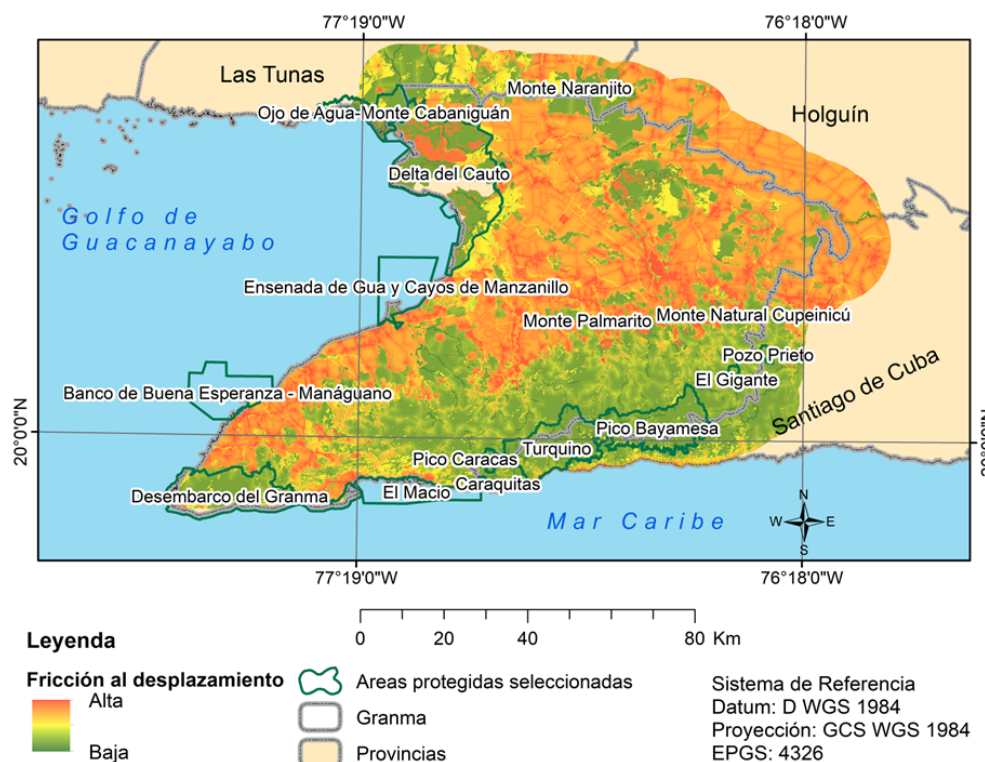 77°19'0"W
76°18'0"W
Las Tunas
Monte Naranjito
Ojo de Agua-Monte Cabaniguán
Holguín
Delta del Cauto
Golfo de
Guacanayabo
Ensenada de Gua y Cayos de Manzanillo
Monte Palmarito
Monte Natural Cupeinicú
Pozo Prieto
El Gigante
Banco de Buena Esperanza - Manáguano
Santiago de Cuba
20°0'0"N
Pico Bayamesa
Turquino
Pico Caracas
Caraquitas
El Macio
Desembarco del Granma
Mar Caribe
N
W
E
S
77°19'0"W
76°18'0"W
Leyenda
0 20 40 80 Km
Fricción al desplazamiento
Alta
Baja
Areas protegidas seleccionadas
Granma
Provincias
Sistema de Referencia
Datum: D WGS 1984
Proyección: GCS WGS 1984
EPGS: 4326